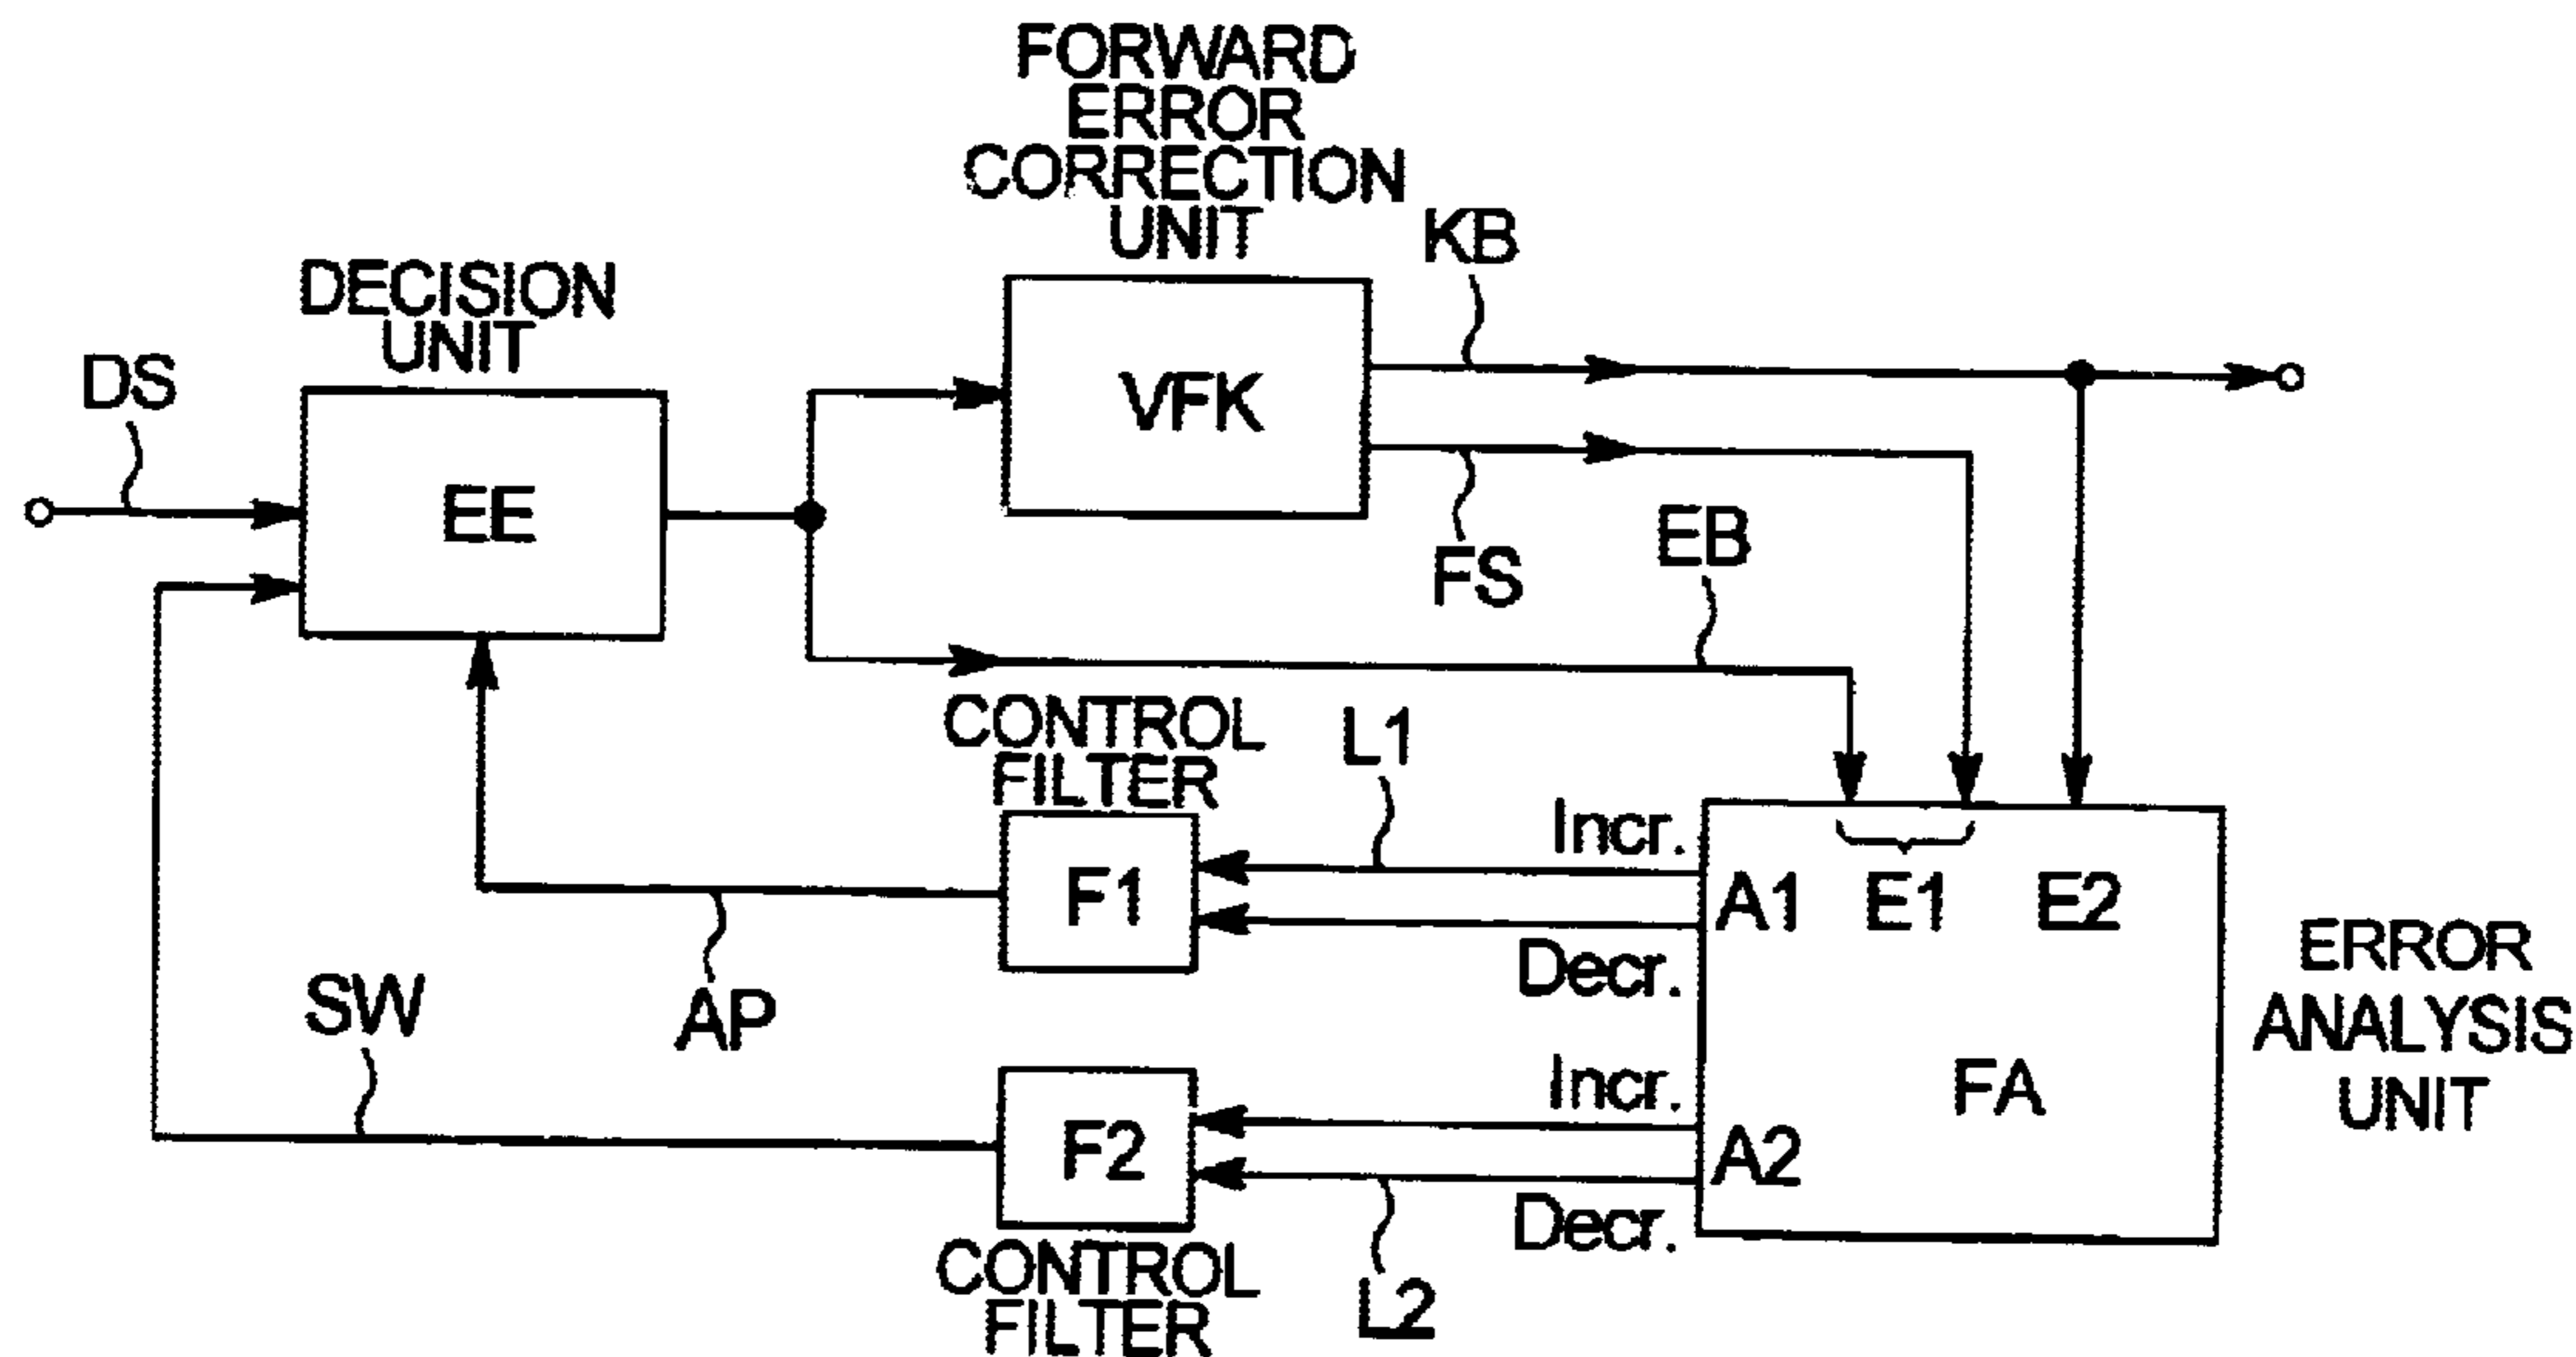 FORWARD
ERROR
CORRECTION
UNIT
KB
DECISION
UNIT
DS
VFK
EE
FS
EB
CONTROL
FILTER
L1
Incr.
F1
A1
E1
E2
Decr.
AP
ERROR
ANALYSIS
UNIT
SW
Incr.
FA
F2
A2
Decr.
CONTROL
FILTER
L2